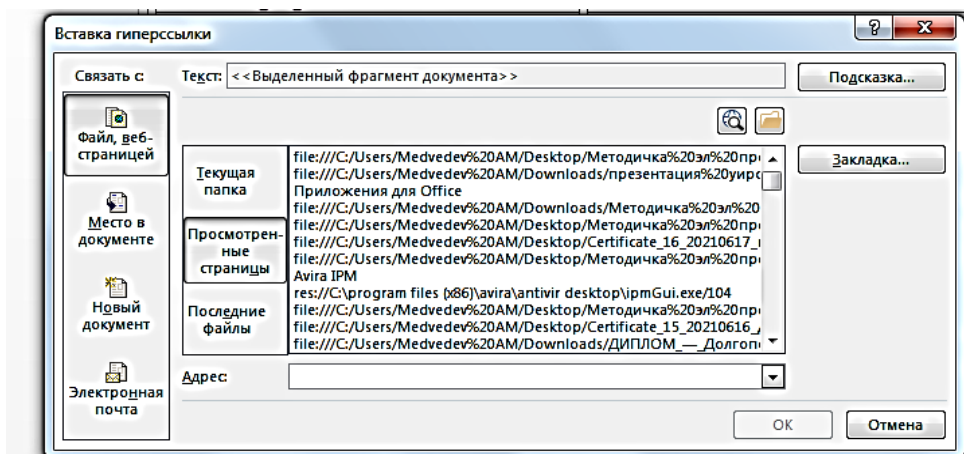 Вставка гиперссылки
Связать с:
Текст:
<<Выделенный фрагмент документа>>
Подсказка...
Файл, веб-
страницей
Место в
документе
Новый
документ
Электронная
почта
Текущая
папка
Просмотрен-
ные
страницы
Последние
файлы
file:///C:/Users/Medvedev%20AM/Desktop/Методичка%20эл%20пр
file:///C:/Users/Medvedev%20AM/Downloads/презентация%20уирс
Приложения для Office
file:///C:/Users/Medvedev%20AM/Downloads/Методичка%20эл%20
file:///C:/Users/Medvedev%20AM/Desktop/Методичка%20эл%20пр
file:///C:/Users/Medvedev%20AM/Desktop/Certificate_16_20210617_
file:///C:/Users/Medvedev%20AM/Desktop/Методичка%20эл%20пр
Avira IPM
res://C:\program files (x86)\avira\antivir desktop\ipmGui.exe/104
file:///C:/Users/Medvedev%20AM/Desktop/Методичка%20эл%20пр
file:///C:/Users/Medvedev%20AM/Desktop/Certificate_15_20210616_
file:///C:/Users/Medvedev%20AM/Downloads/ДИПЛОМ_—_Долгоп
Закладка...
Адрес:
ОК
Отмена